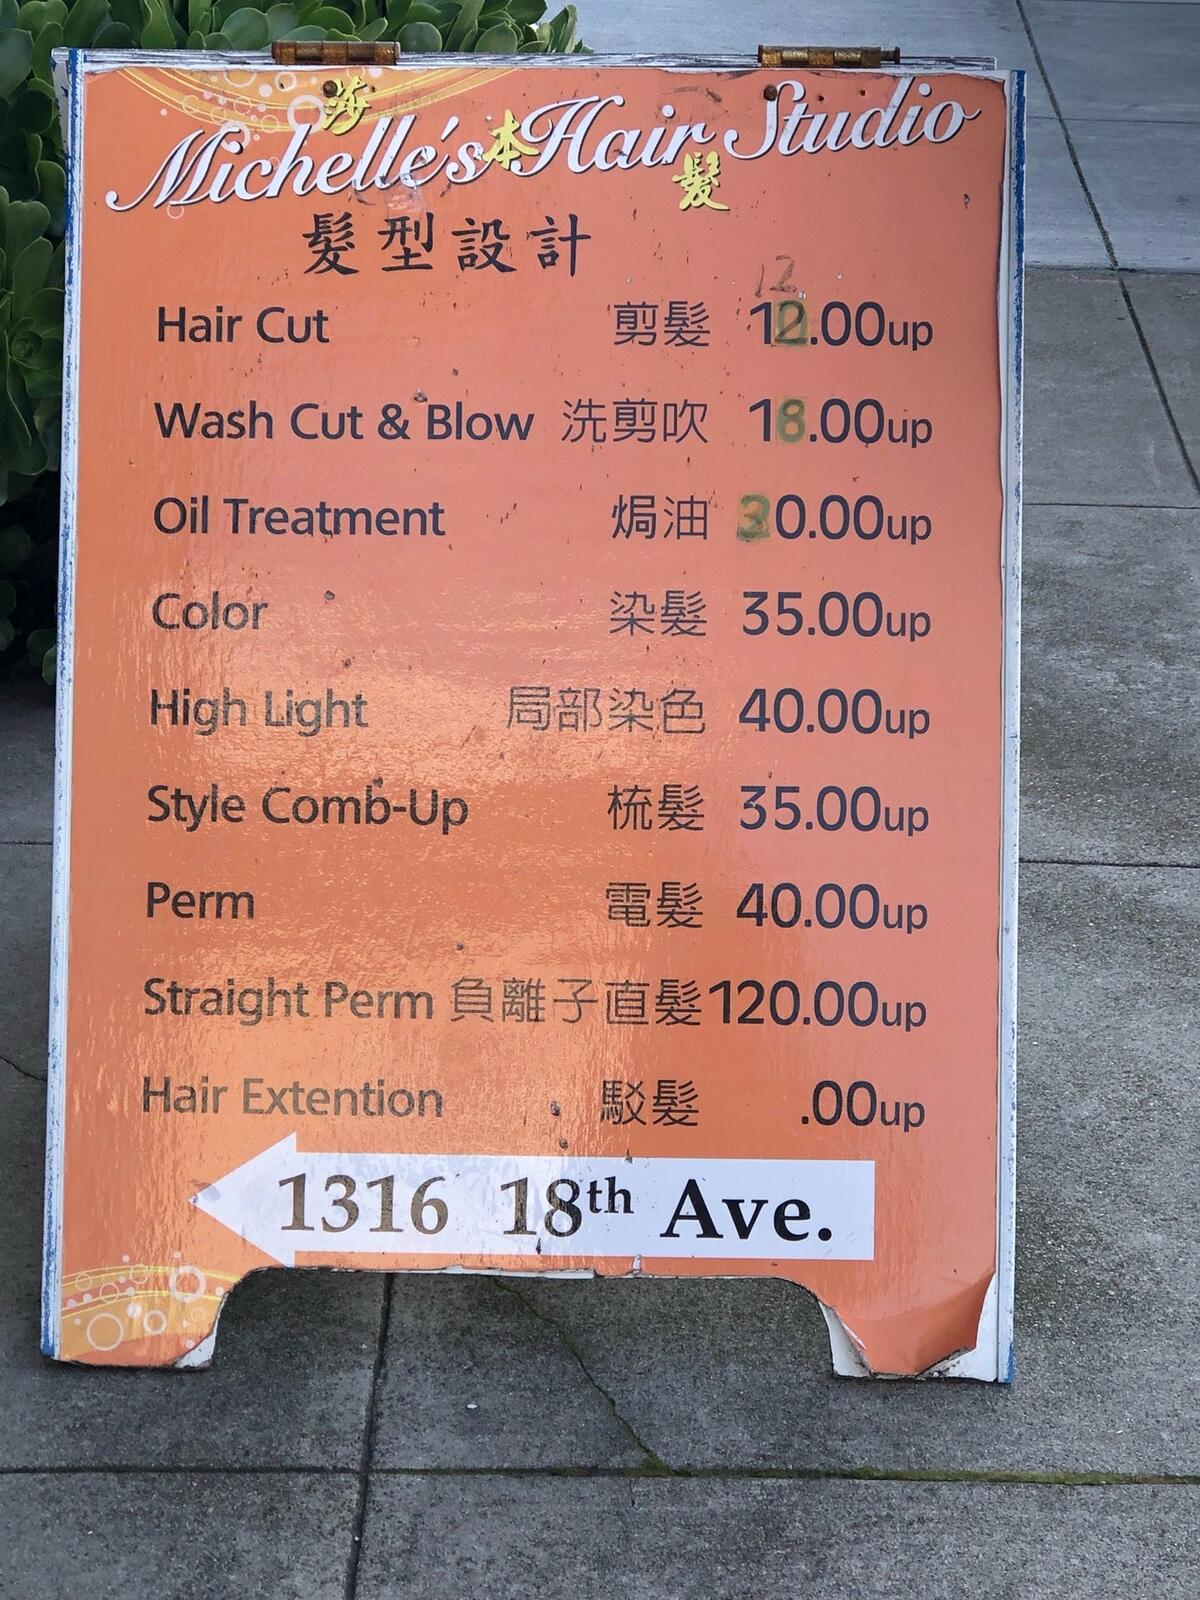 Michelle's Hair Studio
莎本髮
髮型設計
12
Hair Cut 剪髮 12.00up
Wash Cut & Blow 洗剪吹 18.00up
Oil Treatment 焗油 30.00up
Color 染髮 35.00up
High Light 局部染色 40.00up
Style Comb-Up 梳髮 35.00up
Perm 電髮 40.00up
Straight Perm 負離子直髮 120.00up
Hair Extention 駁髮 .00up
1316 18th Ave.